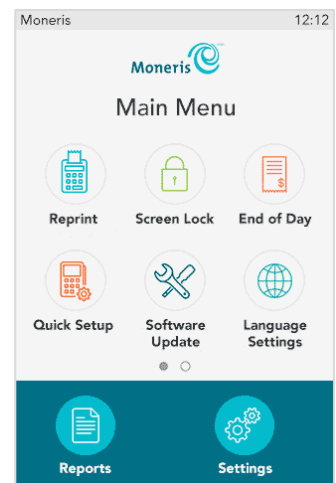 Moneris 12:12
Moneris
Main Menu
Reprint Screen Lock End of Day
$
Quick Setup Software Update Language Settings
Reports Settings